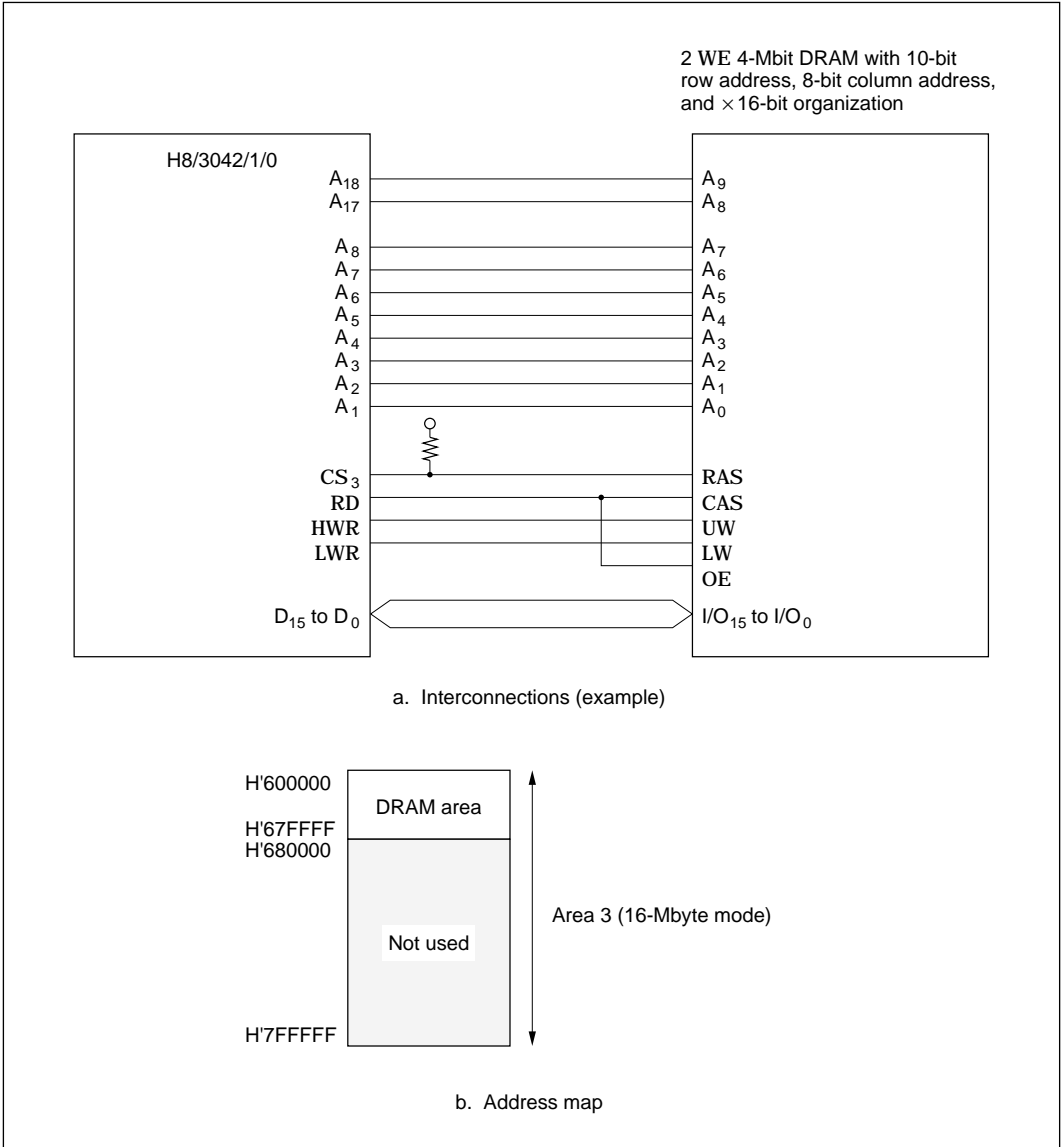 2 WE 4-Mbit DRAM with 10-bit
row address, 8-bit column address,
and ×16-bit organization
H8/3042/1/0
A18 A9
A17 A8
A8 A7
A7 A6
A6 A5
A5 A4
A4 A3
A3 A2
A2 A1
A1 A0
CS3 RAS
RD CAS
HWR UW
LWR LW
OE
D15 to D0 I/O15 to I/O0
a. Interconnections (example)
H'600000
DRAM area
H'67FFFF
H'680000
Area 3 (16-Mbyte mode)
Not used
H'7FFFFF
b. Address map